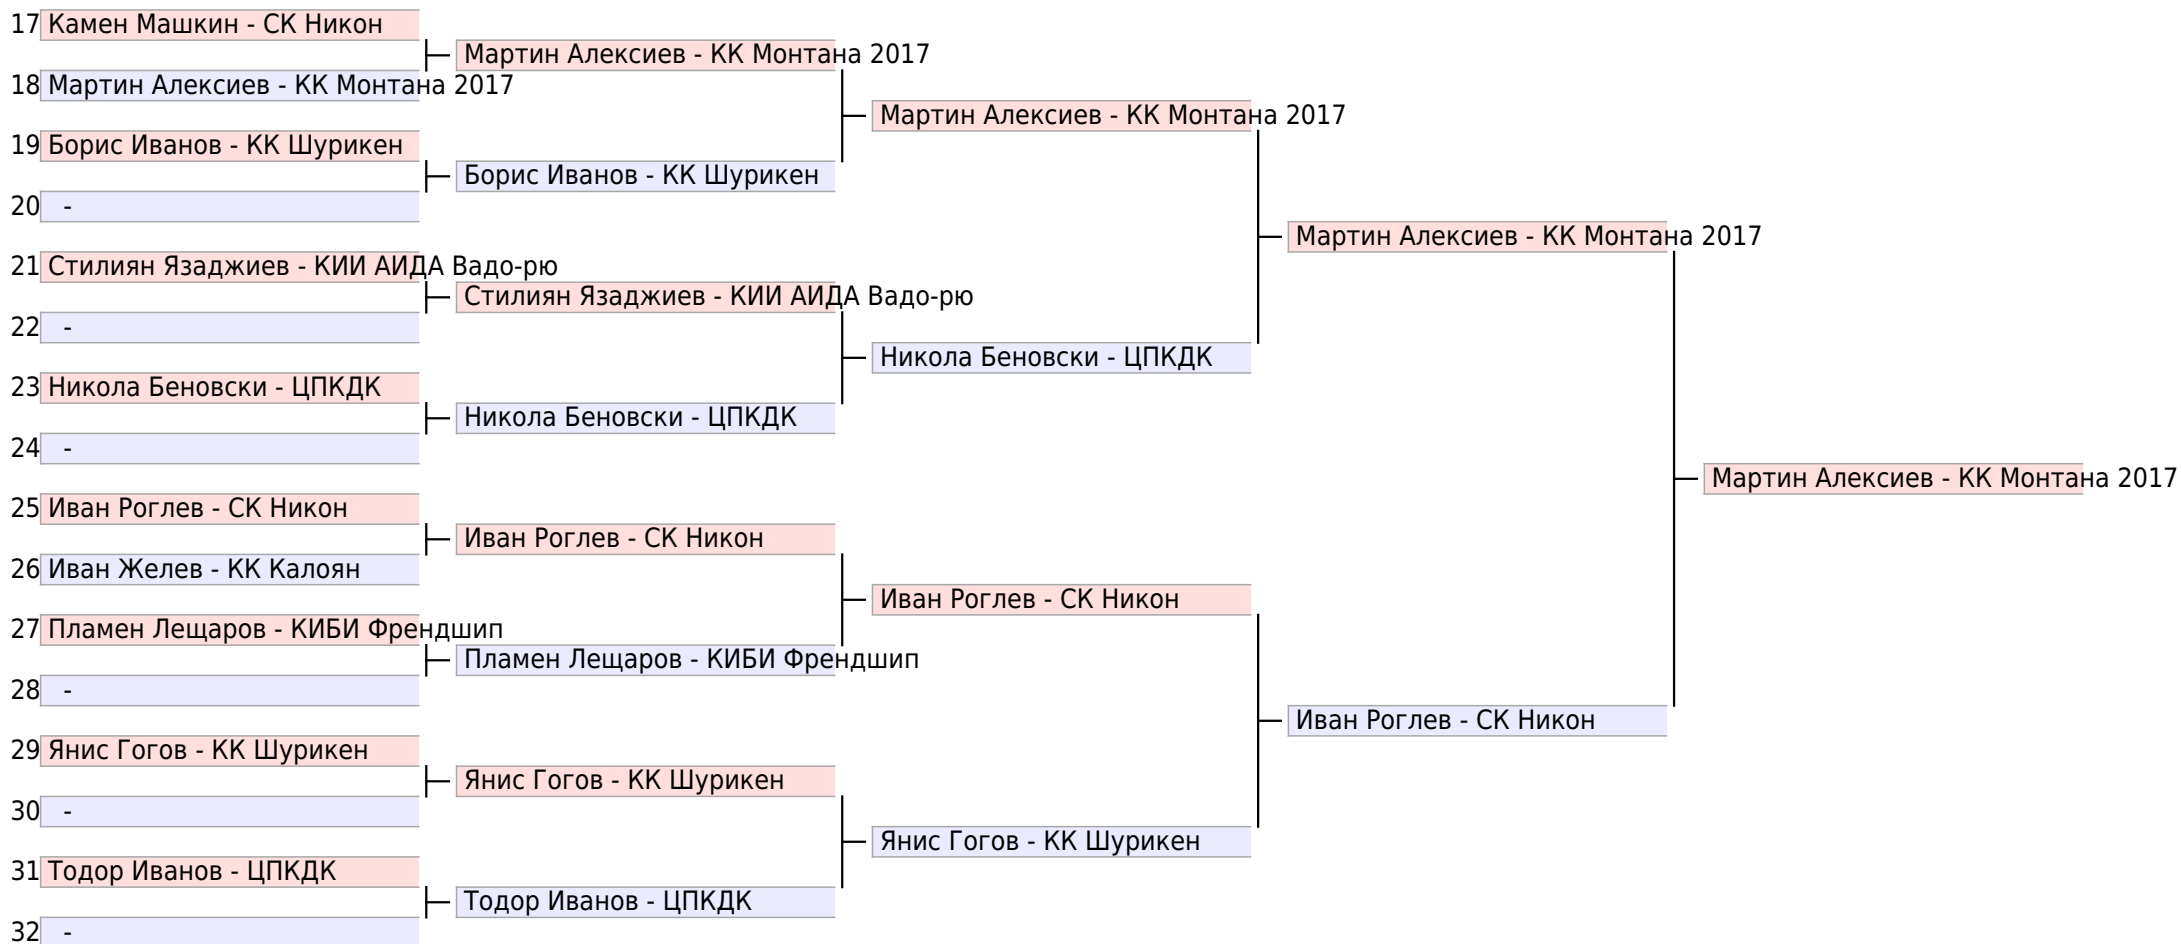 17 Камен Машкин - СК Никон
Мартин Алексиев - КК Монтана 2017
18 Мартин Алексиев - КК Монтана 2017
Мартин Алексиев - КК Монтана 2017
19 Борис Иванов - КК Шурикен
Борис Иванов - КК Шурикен
20 -
Мартин Алексиев - КК Монтана 2017
21 Стилиян Язаджиев - КИИ АИДА Вадо-рю
Стилиян Язаджиев - КИИ АИДА Вадо-рю
22 -
Никола Беновски - ЦПКДК
23 Никола Беновски - ЦПКДК
Никола Беновски - ЦПКДК
24 -
Мартин Алексиев - КК Монтана 2017
25 Иван Роглев - СК Никон
Иван Роглев - СК Никон
26 Иван Желев - КК Калоян
Иван Роглев - СК Никон
27 Пламен Лещаров - КИБИ Френдшип
Пламен Лещаров - КИБИ Френдшип
28 -
Иван Роглев - СК Никон
29 Янис Гогов - КК Шурикен
Янис Гогов - КК Шурикен
30 -
Янис Гогов - КК Шурикен
31 Тодор Иванов - ЦПКДК
Тодор Иванов - ЦПКДК
32 -